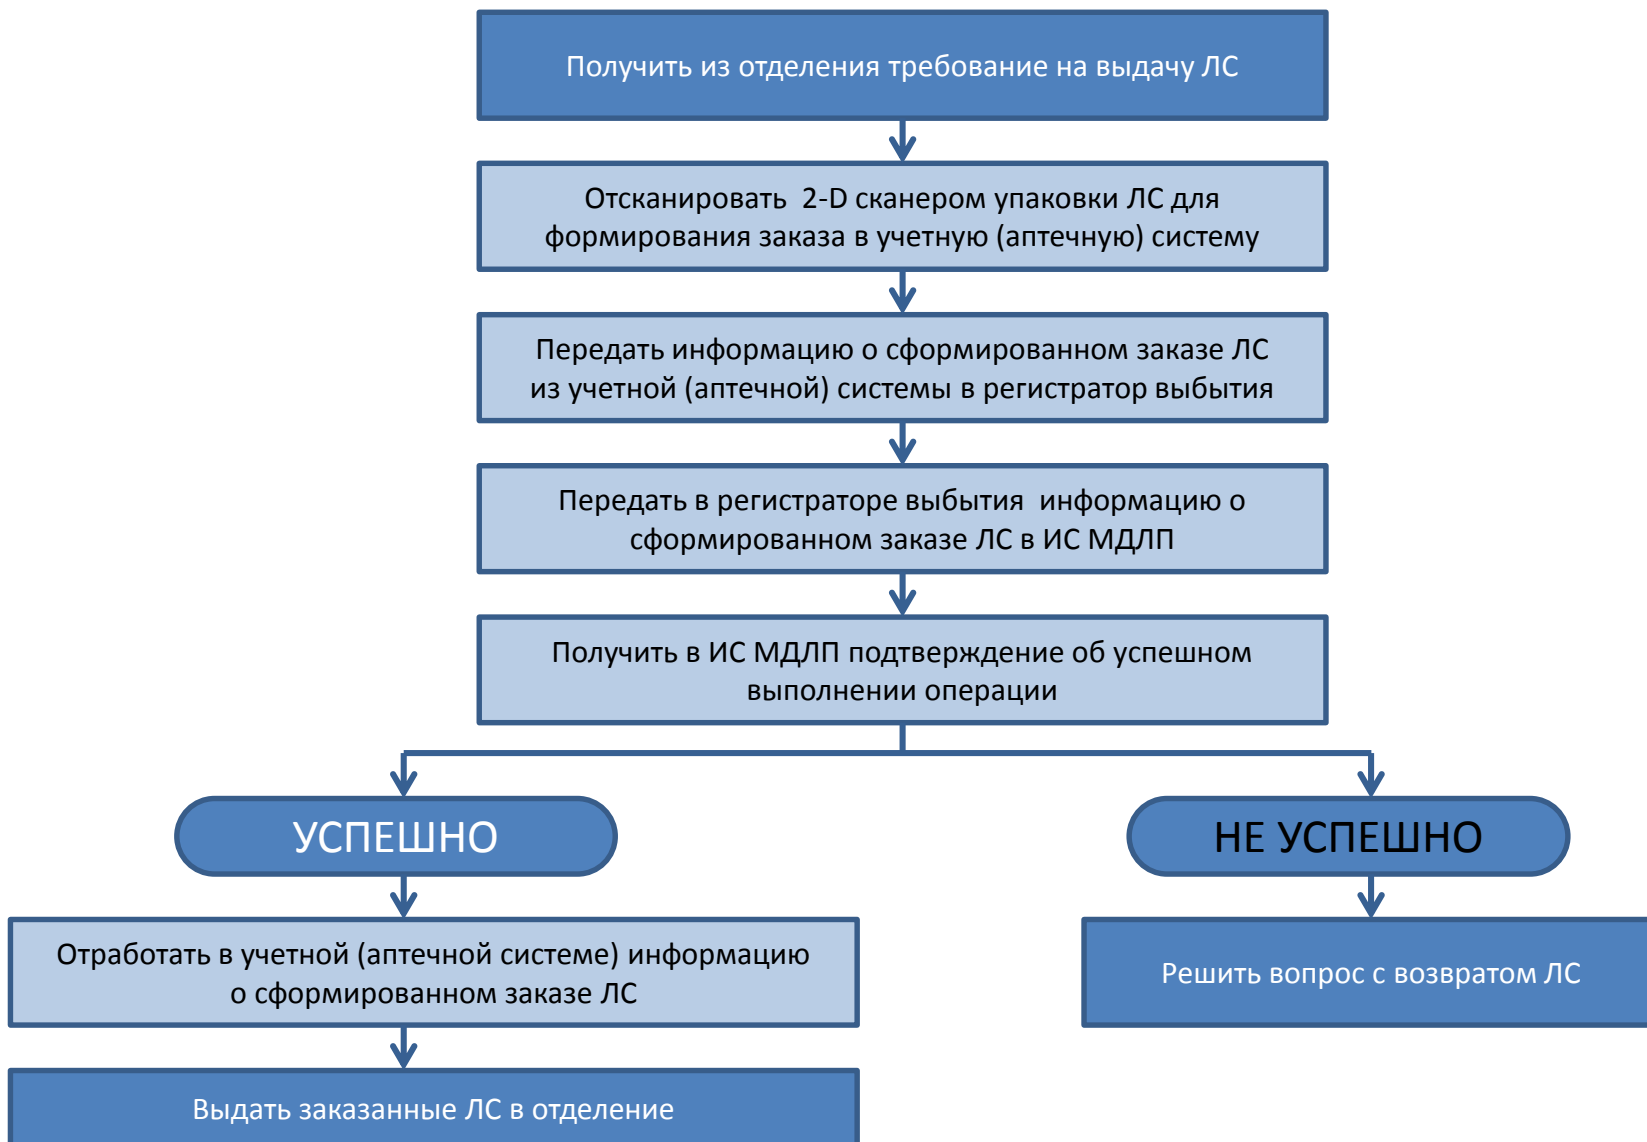 Получить из отделения требование на выдачу ЛС
Отсканировать 2-D сканером упаковки ЛС для
формирования заказа в учетную (аптечную) систему
Передать информацию о сформированном заказе ЛС
из учетной (аптечной) системы в регистратор выбытия
Передать в регистраторе выбытия информацию о
сформированном заказе ЛС в ИС МДЛП
Получить в ИС МДЛП подтверждение об успешном
выполнении операции
УСПЕШНО
НЕ УСПЕШНО
Отработать в учетной (аптечной системе) информацию
о сформированном заказе ЛС
Решить вопрос с возвратом ЛС
Выдать заказанные ЛС в отделение